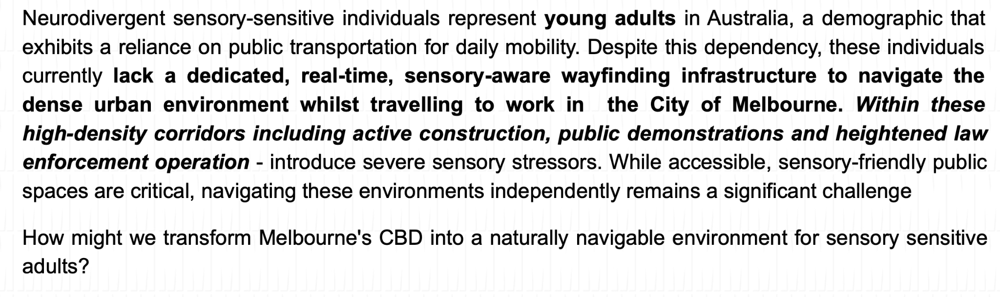 Neurodivergent sensory-sensitive individuals represent young adults in Australia, a demographic that
exhibits a reliance on public transportation for daily mobility. Despite this dependency, these individuals
currently lack a dedicated, real-time, sensory-aware wayfinding infrastructure to navigate the
dense urban environment whilst travelling to work in  the City of Melbourne. Within these
high-density corridors including active construction, public demonstrations and heightened law
enforcement operation - introduce severe sensory stressors. While accessible, sensory-friendly public
spaces are critical, navigating these environments independently remains a significant challenge
How might we transform Melbourne's CBD into a naturally navigable environment for sensory sensitive
adults?